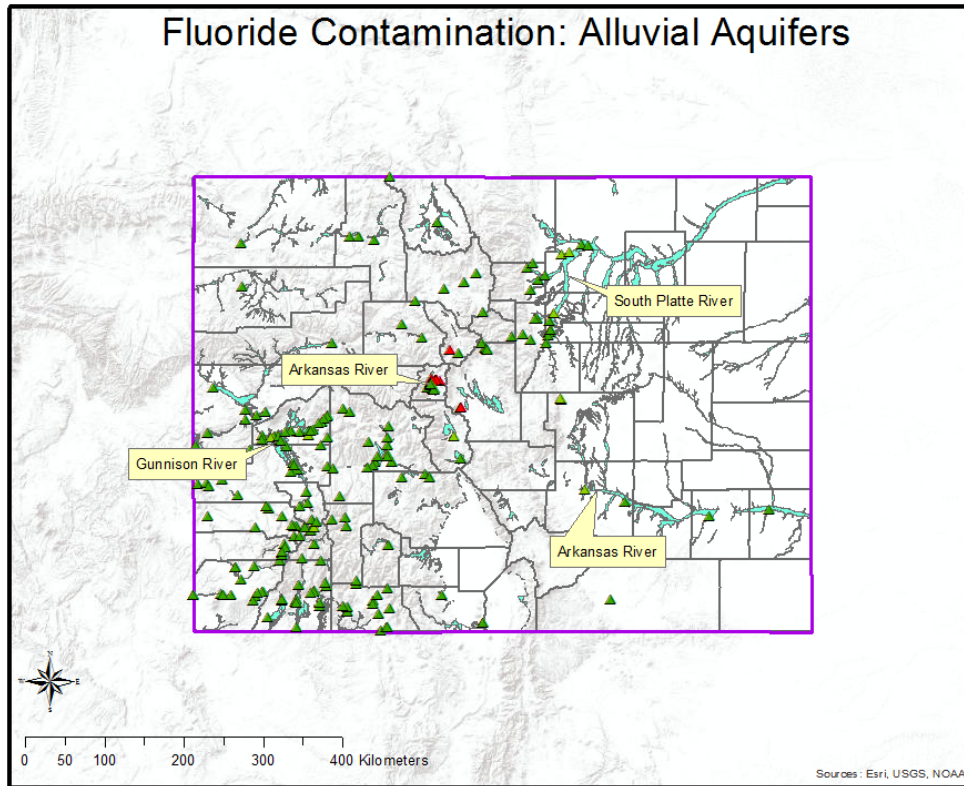 Fluoride Contamination: Alluvial Aquifers
South Platte River
Arkansas River
Gunnison River
Arkansas River
N
W
E
S
0 50 100 200 300 400 Kilometers
Sources: Esri, USGS, NOAA